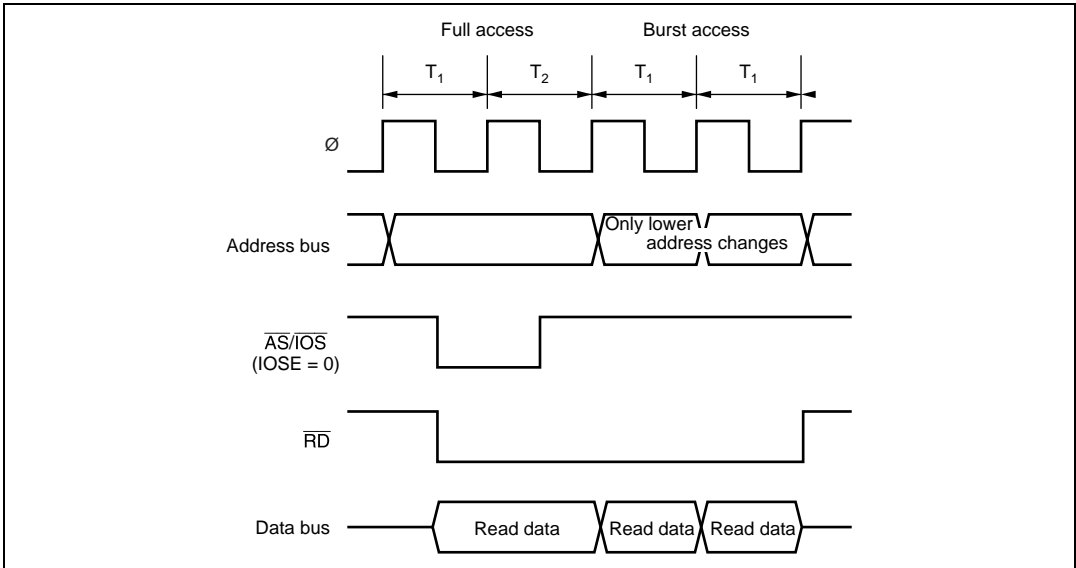 Full access Burst access
T1 T2 T1 T1
Ø
Address bus
Only lower
address changes
AS/IOS
(IOSE = 0)
RD
Data bus
Read data Read data Read data